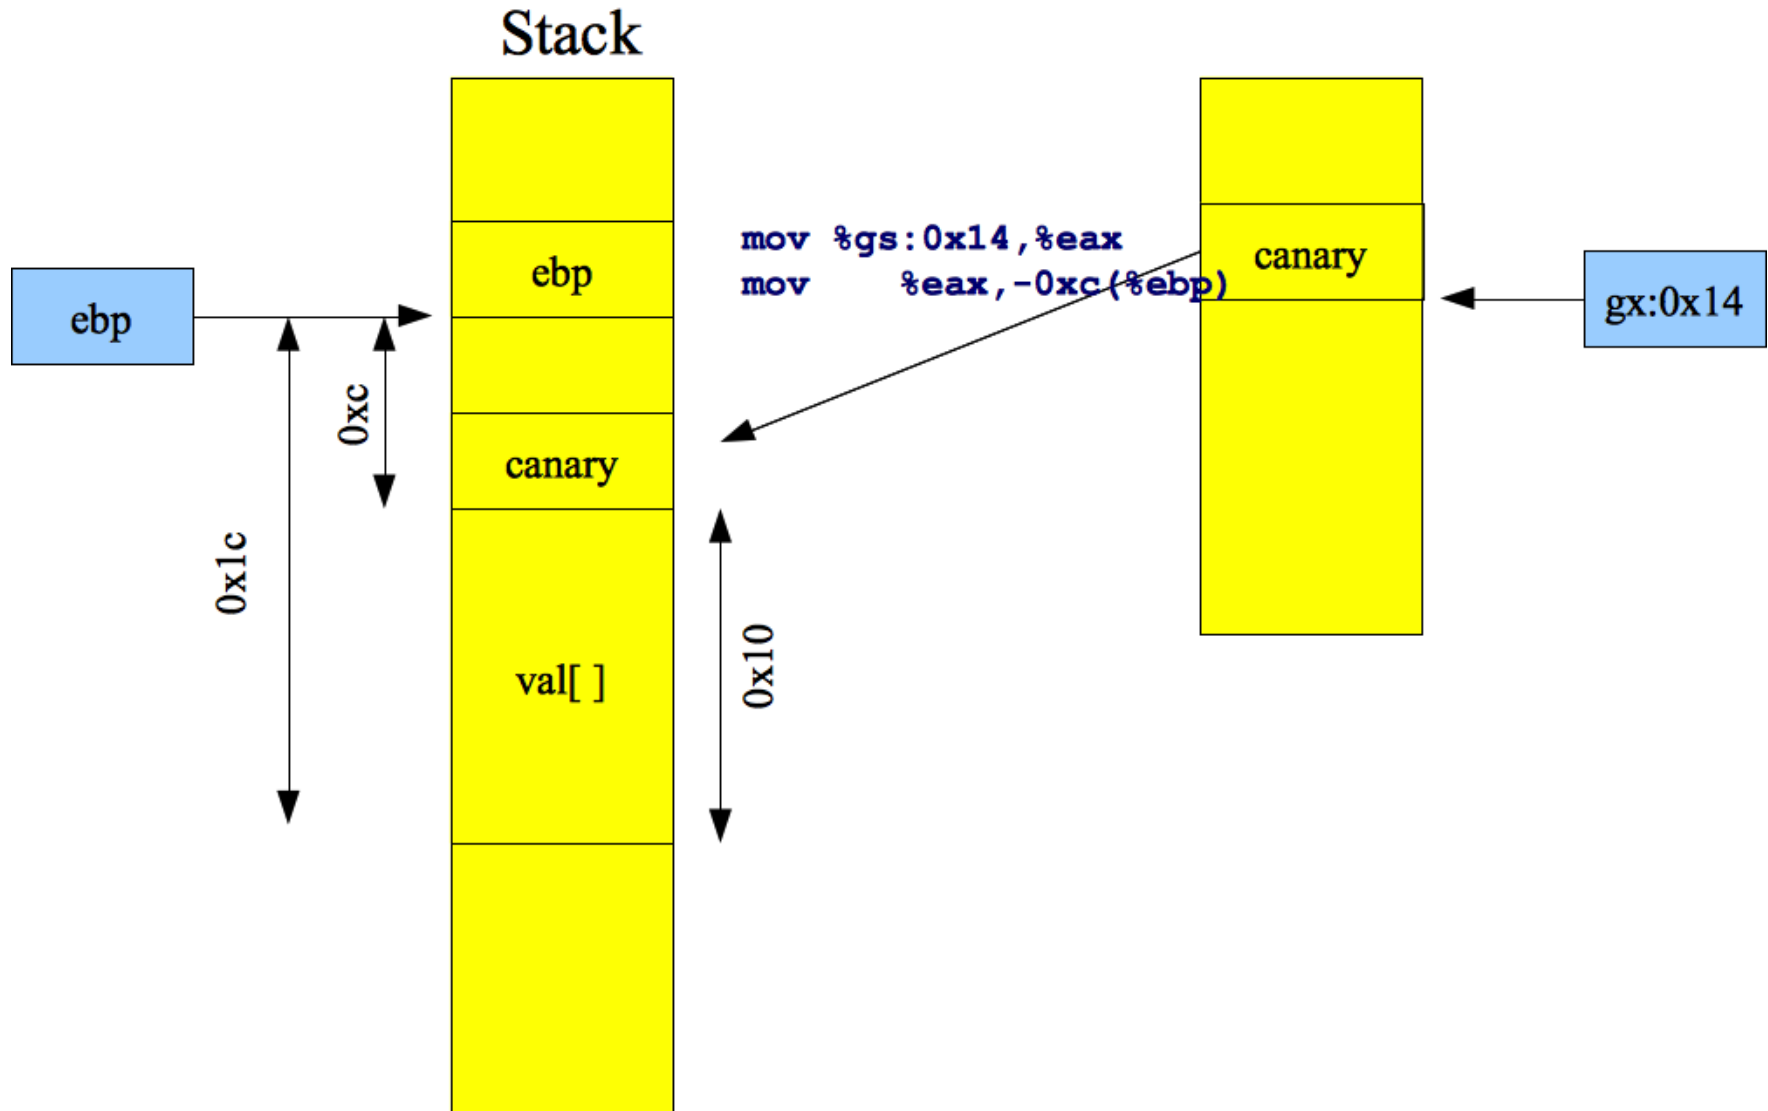 Stack
mov %gs:0x14,%eax
mov %eax,-0xc(%ebp)
canary
ebp
gx:0x14
ebp
0xc
canary
0x1c
val[ ]
0x10